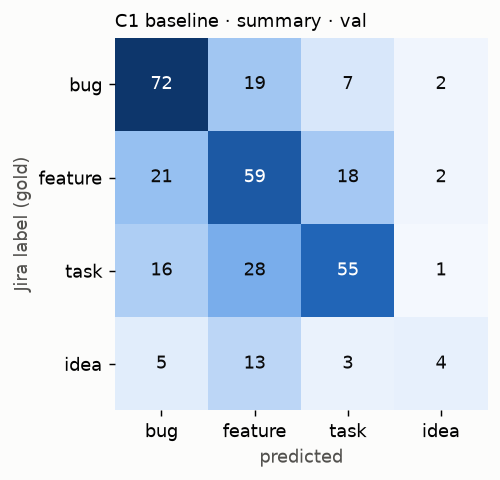 C1 baseline · summary · val
bug 72 19 7 2
feature 21 59 18 2
task 16 28 55 1
idea 5 13 3 4
bug feature task idea
predicted
Jira label (gold)